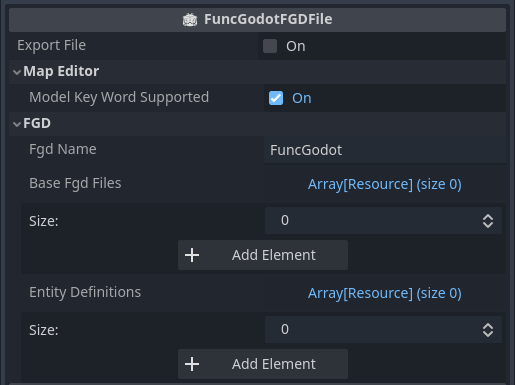 FuncGodotFGDFile
Export File On
Map Editor
Model Key Word Supported On
FGD
Fgd Name FuncGodot
Base Fgd Files Array[Resource] (size 0)
Size: 0
Add Element
Entity Definitions Array[Resource] (size 0)
Size: 0
Add Element